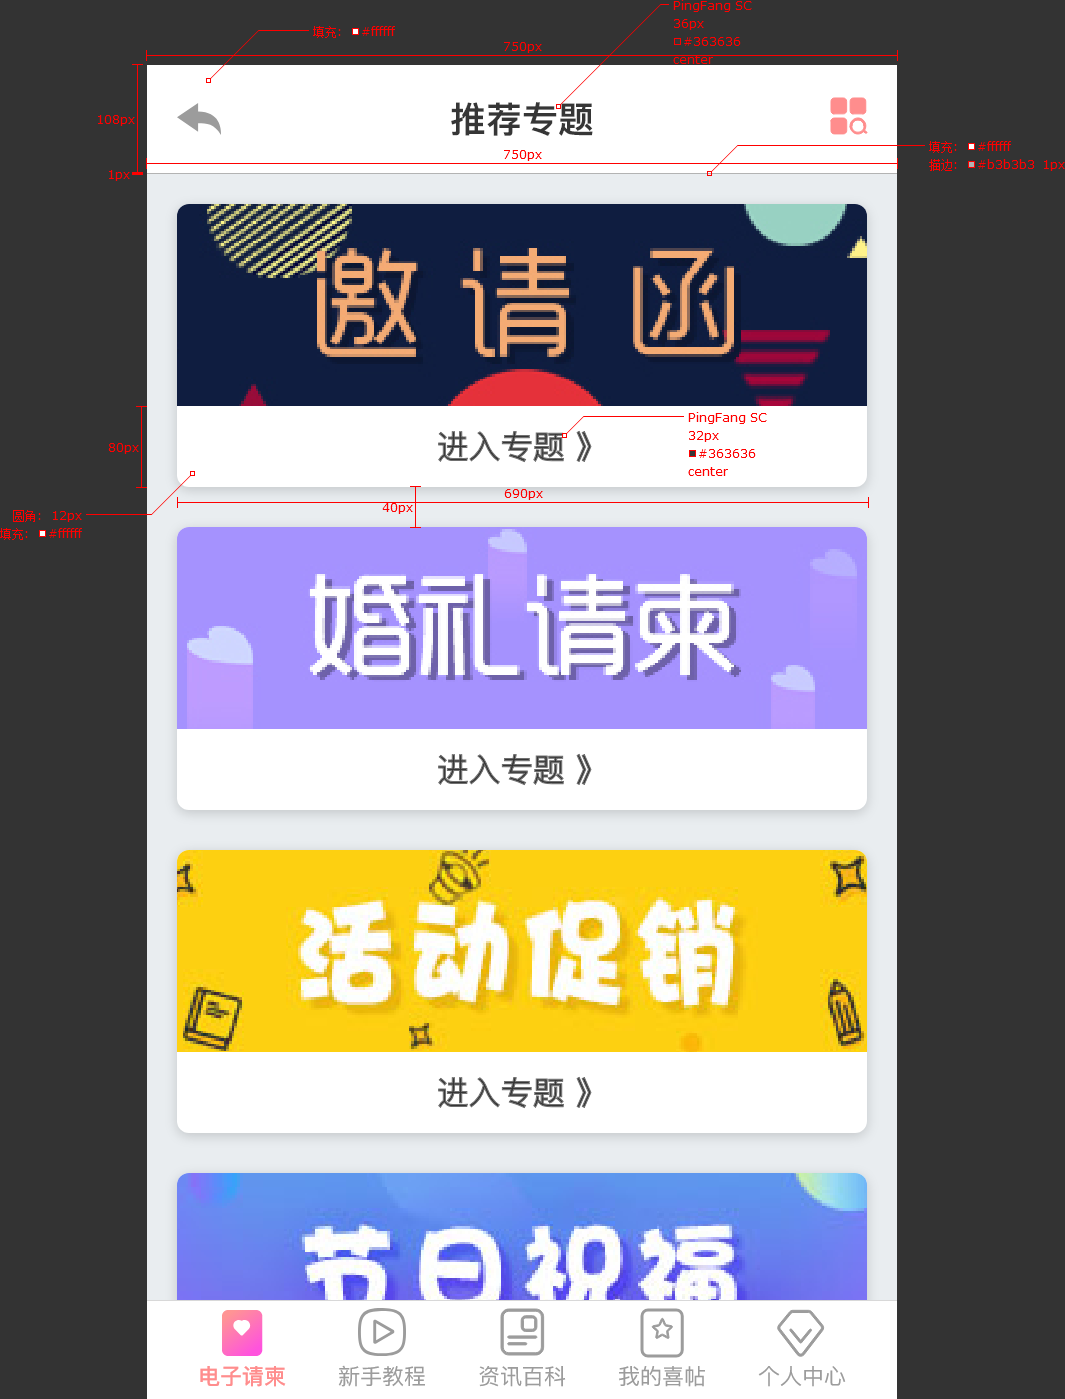 PingFang SC
36px
#363636
center
填充： #ffffff
750px
108px
推荐专题
750px
填充： #ffffff
描边： #b3b3b3 1px
1px
邀请函
80px
进入专题 》
PingFang SC
32px
#363636
center
690px
40px
圆角： 12px
填充： #ffffff
婚礼请柬
进入专题 》
活动促销
进入专题 》
节日祝福
电子请柬
新手教程
资讯百科
我的喜帖
个人中心